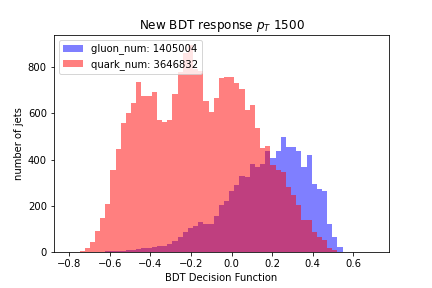 New BDT response p_T 1500
gluon_num: 1405004
quark_num: 3646832
number of jets
800
600
400
200
0
−0.8 −0.6 −0.4 −0.2 0.0 0.2 0.4 0.6
BDT Decision Function